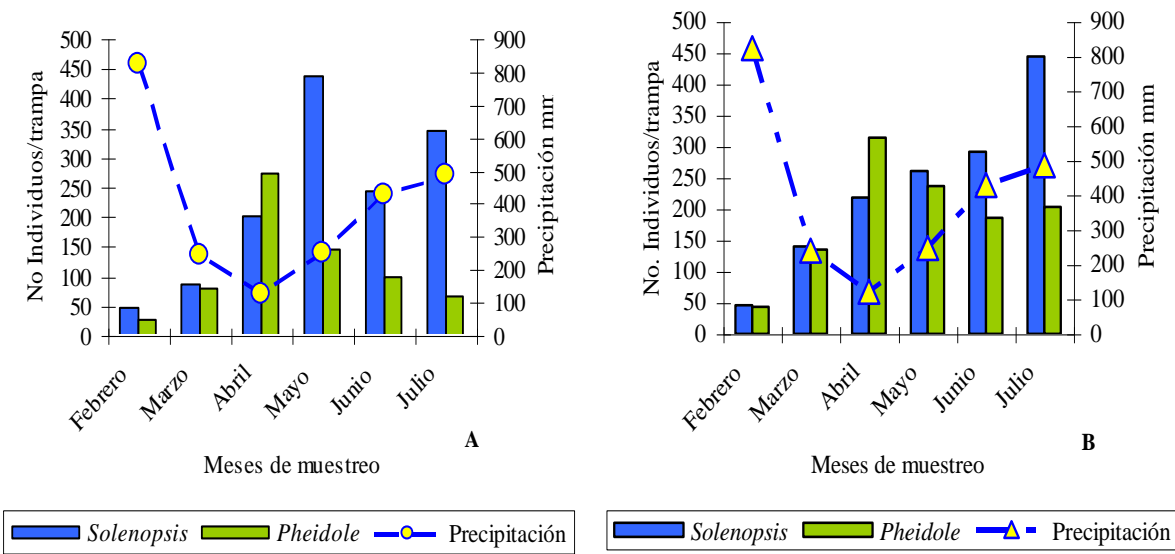 500
450
400
350
300
250
200
150
100
50
0
No Individuos/trampa
900
800
700
600
500
400
300
200
100
0
Precipitación mm
Febrero
Marzo
Abril
Mayo
Junio
Julio
A
Meses de muestreo
Solenopsis Pheidole Precipitación
500
450
400
350
300
250
200
150
100
50
0
No. Individuos/trampa
900
800
700
600
500
400
300
200
100
0
Precipitación mm
Febrero
Marzo
Abril
Mayo
Junio
Julio
B
Meses de muestreo
Solenopsis Pheidole Precipitación